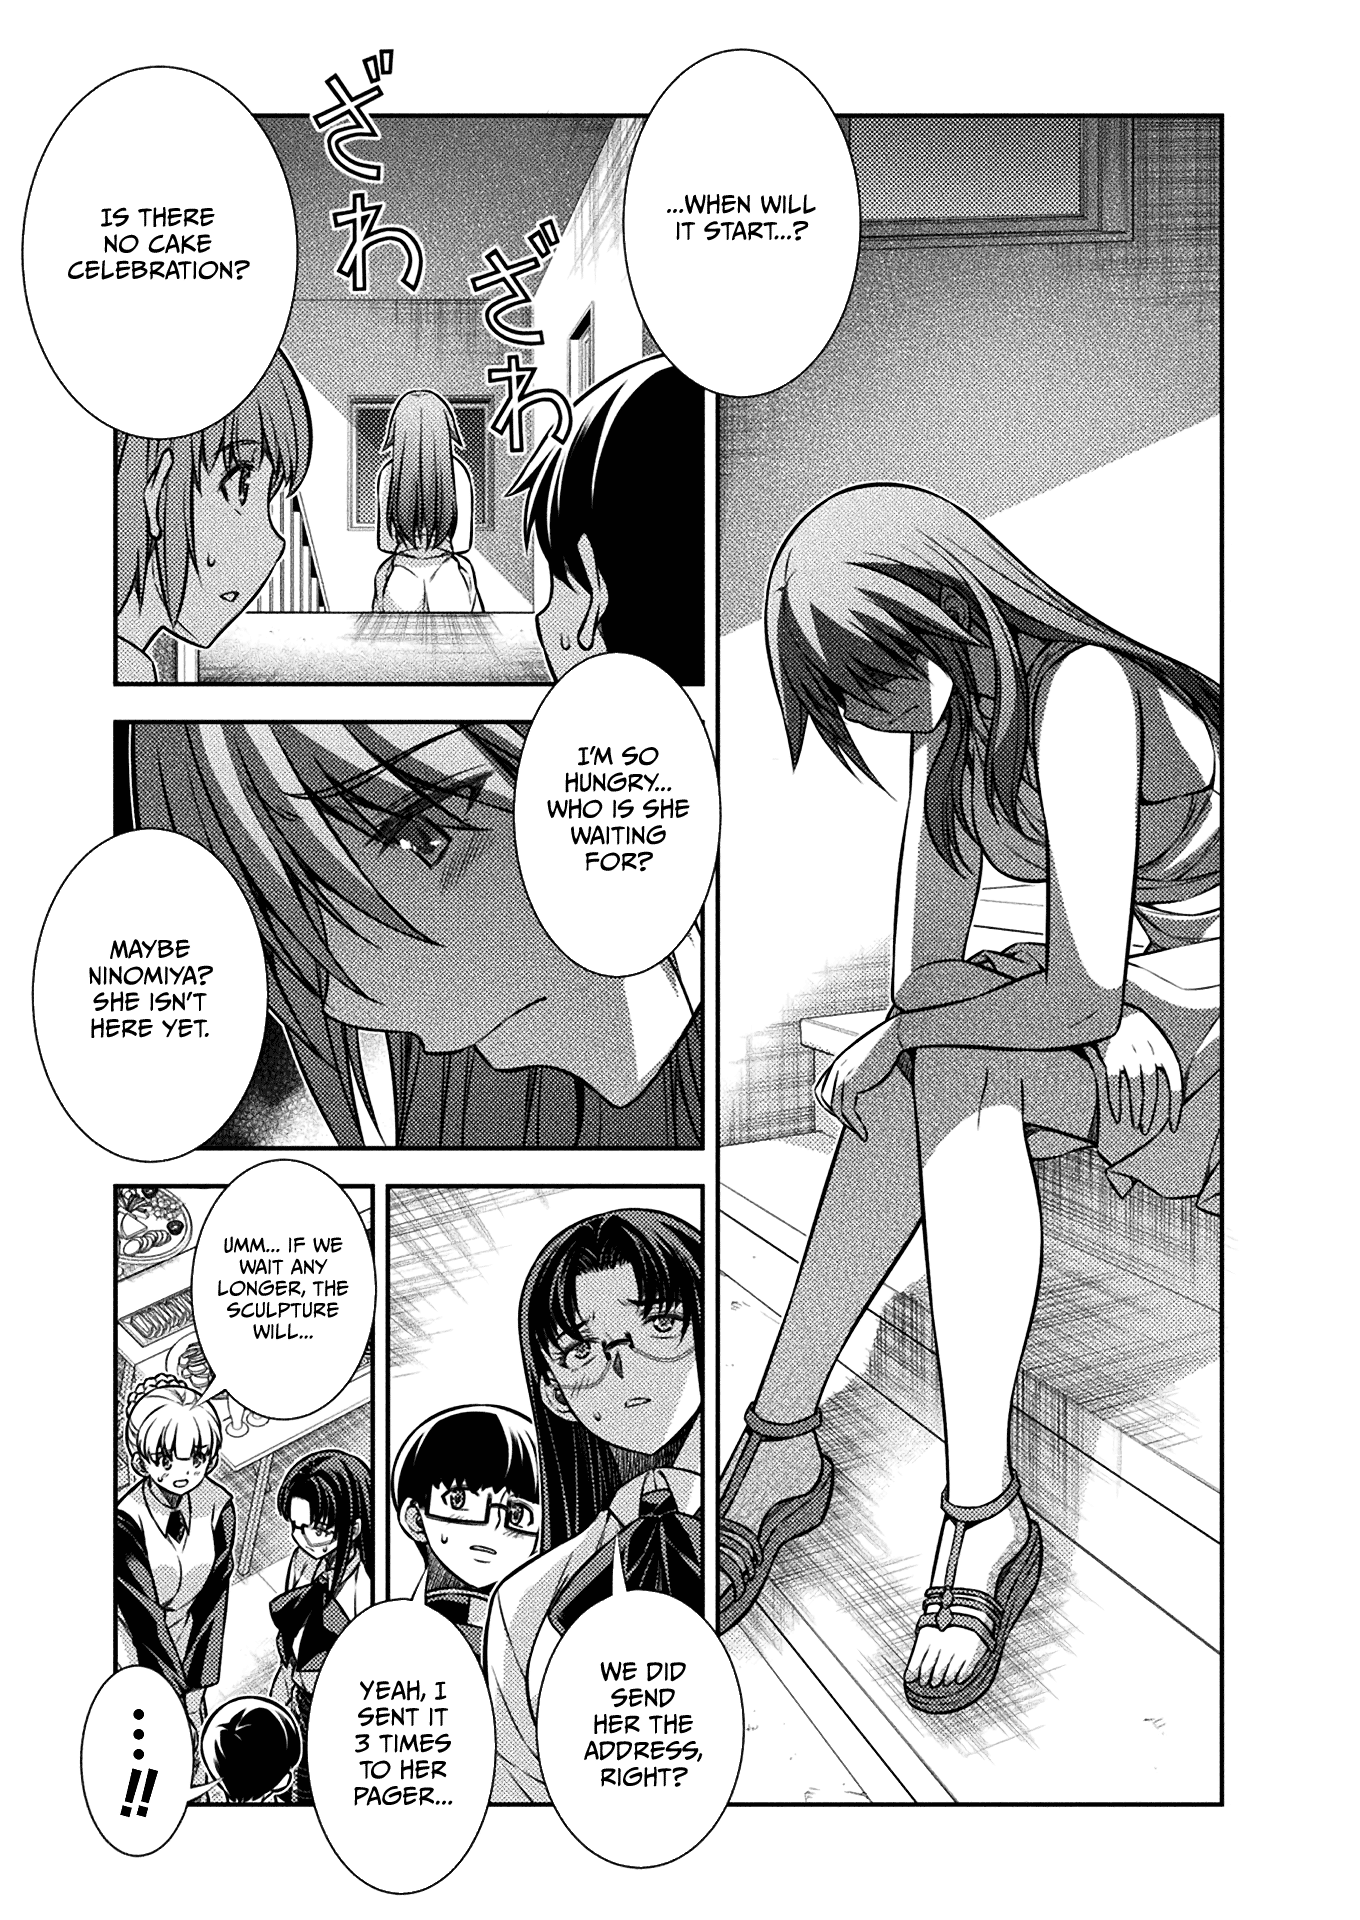 ...WHEN WILL
IT START...?
ざわ
ざわ
IS THERE
NO CAKE
CELEBRATION?
I'M SO
HUNGRY...
WHO IS SHE
WAITING
FOR?
MAYBE
NINOMIYA?
SHE ISN'T
HERE YET.
WE DID
SEND
HER THE
ADDRESS,
RIGHT?
YEAH, I
SENT IT
3 TIMES
TO HER
PAGER...
UMM... IF WE
WAIT ANY
LONGER, THE
SCULPTURE
WILL...
...!!